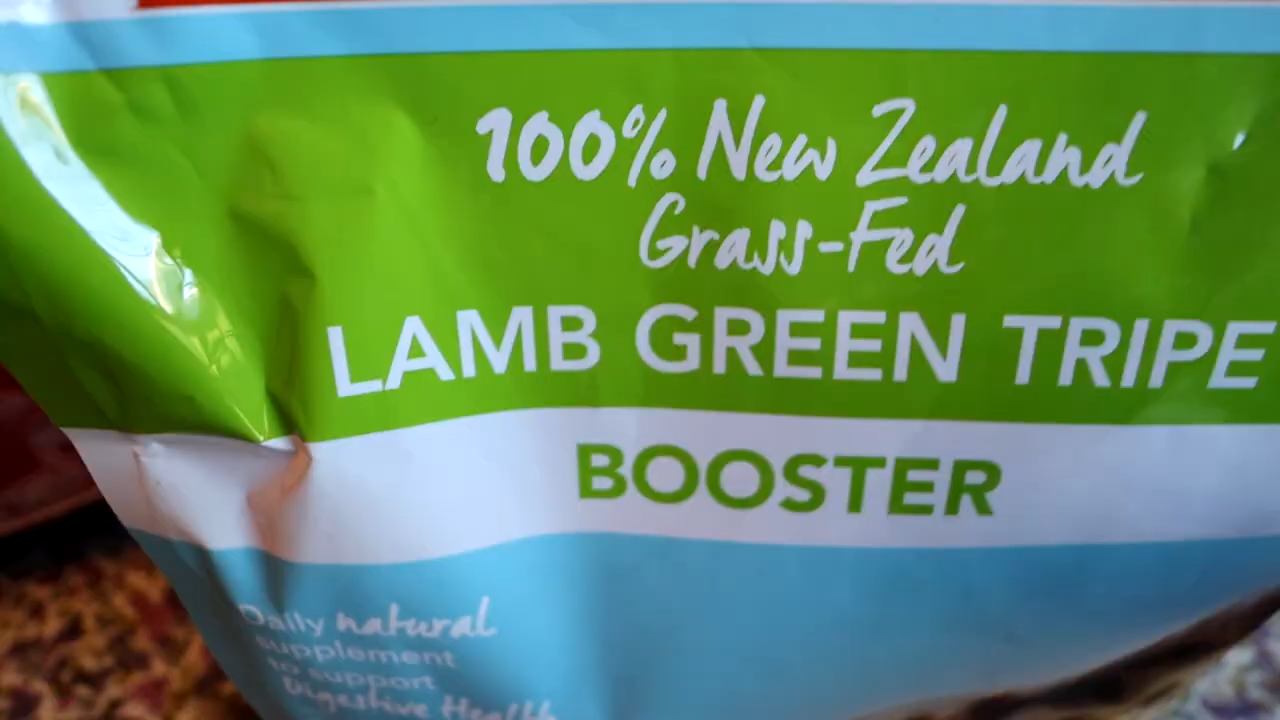 100% New Zealand
Grass-Fed
LAMB GREEN TRIPE
BOOSTER
Daily natural
supplement
to support
Digestive Health